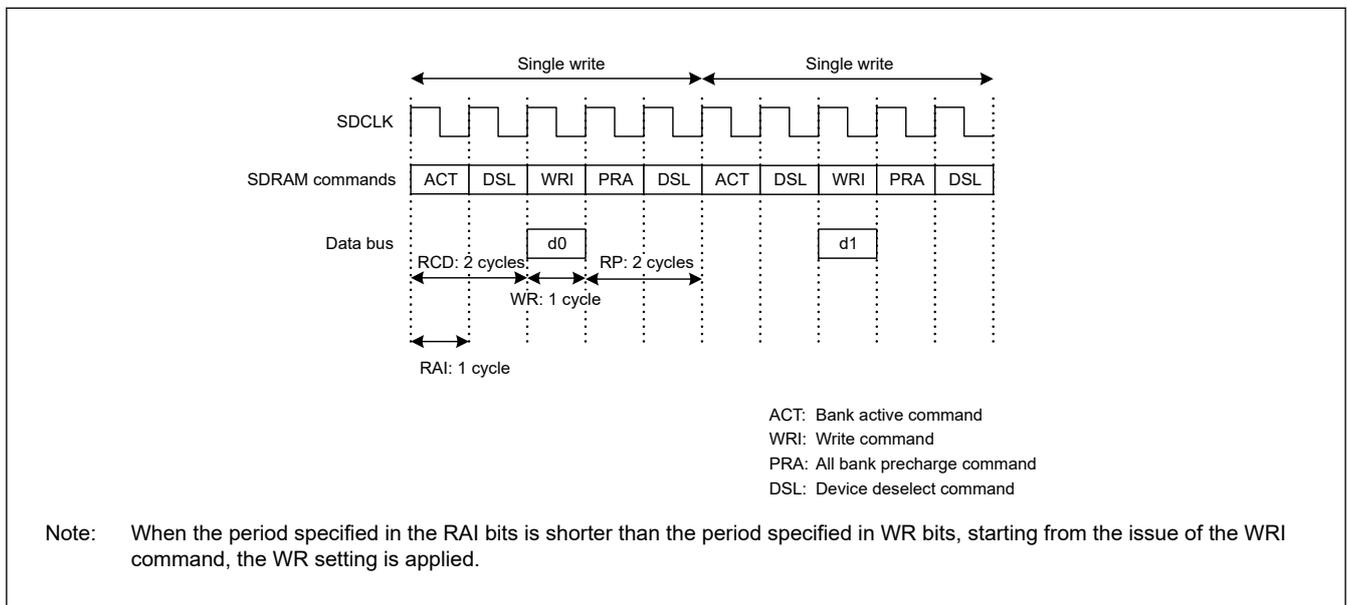 Single write Single write
SDCLK
SDRAM commands ACT DSL WRI PRA DSL ACT DSL WRI PRA DSL
Data bus d0 d1
RCD: 2 cycles RP: 2 cycles
WR: 1 cycle
RAI: 1 cycle
ACT: Bank active command
WRI: Write command
PRA: All bank precharge command
DSL: Device deselect command
Note: When the period specified in the RAI bits is shorter than the period specified in WR bits, starting from the issue of the WRI
command, the WR setting is applied.